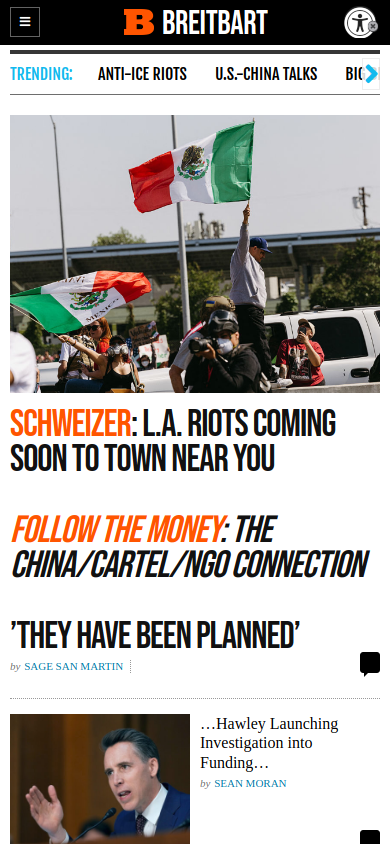 BREITBART
TRENDING: ANTI-ICE RIOTS U.S.-CHINA TALKS
MEXICO
SCHWEIZER: L.A. RIOTS COMING
SOON TO TOWN NEAR YOU
FOLLOW THE MONEY: THE
CHINA/CARTEL/NGO CONNECTION
'THEY HAVE BEEN PLANNED'
by SAGE SAN MARTIN
…Hawley Launching
Investigation into
Funding…
by SEAN MORAN